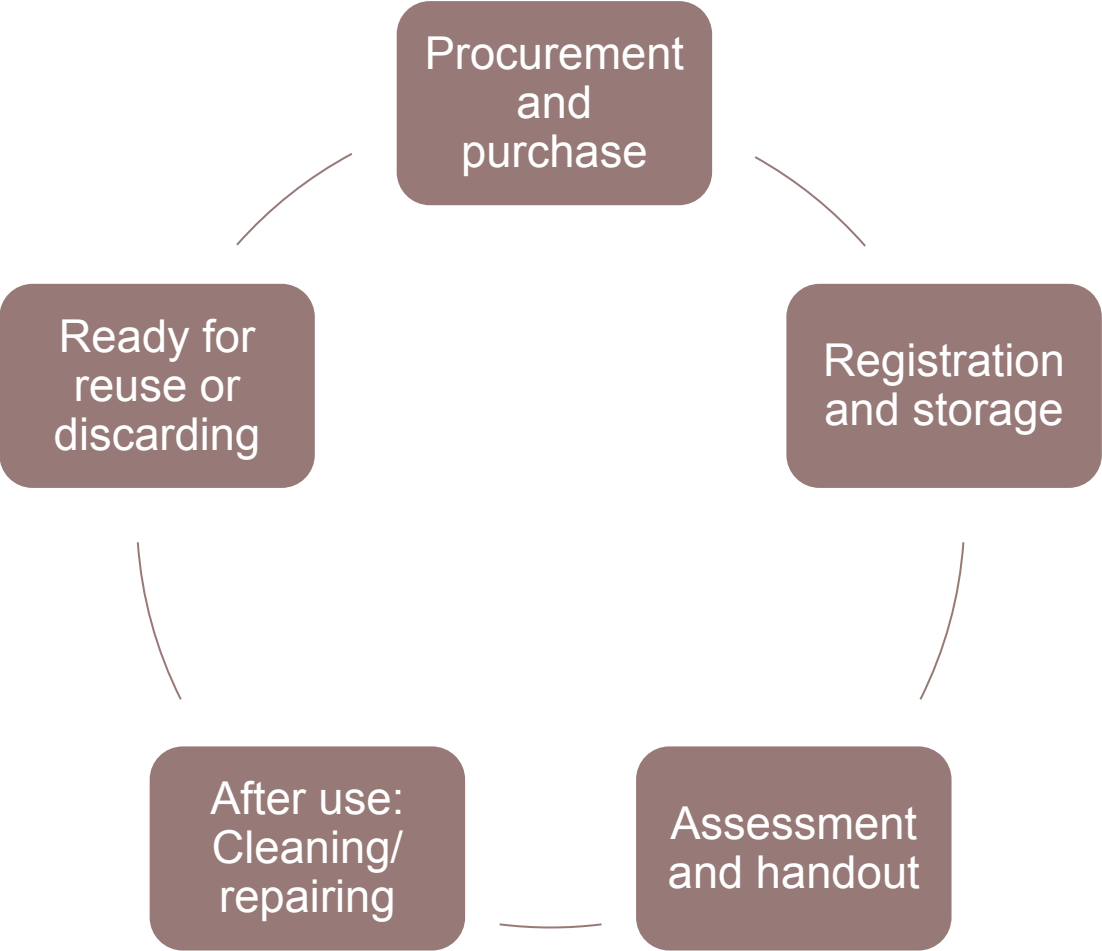 Procurement
and
purchase
Registration
and storage
Assessment
and handout
After use:
Cleaning/
repairing
Ready for
reuse or
discarding